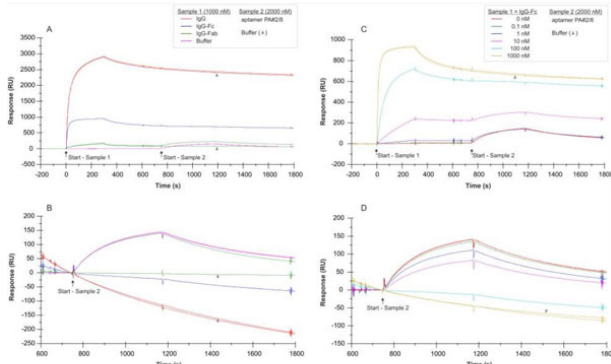 Sample 1 (1000 nM) Sample 2 (2000 nM)
IgG aptamer PA#2/8
IgG-Fc
IgG-Fab Buffer (▵)
Buffer
A
Response (RU)
3500
3000
2500
2000
1500
1000
500
0
-200 0 200 400 600 800 1000 1200 1400 1600 1800
Start - Sample 1 Start - Sample 2
Time (s)
Sample 1 = IgG-Fc Sample 2 (2000 nM)
0 nM aptamer PA#2/8
0.1 nM
1 nM Buffer (▵)
10 nM
100 nM
1000 nM
C
Response (RU)
1000
800
600
400
200
0
-200 0 200 400 600 800 1000 1200 1400 1600 1800
Start - Sample 1 Start - Sample 2
Time (s)
B
Response (RU)
200
150
100
50
0
-50
-100
-150
-200
-250
Start - Sample 2
600 800 1000 1200 1400 1600 1800
Time (s)
D
Response (RU)
200
150
100
50
0
-50
-100
-150
Start - Sample 2
600 800 1000 1200 1400 1600 1800
Time (s)